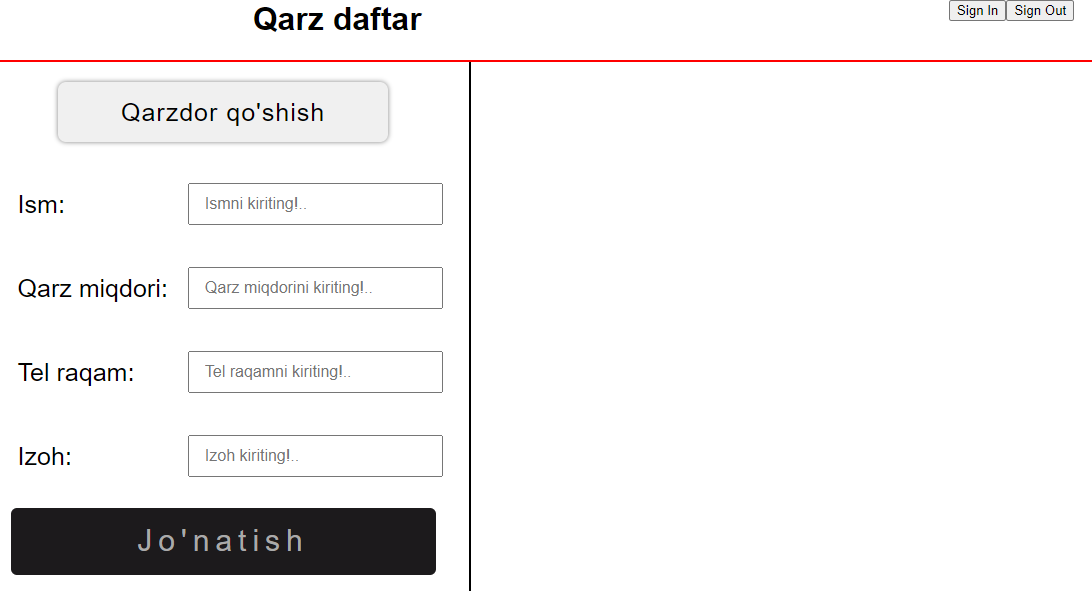 Qarz daftar
Sign In Sign Out
Qarzdor qo'shish
Ism: Ismni kiriting!..
Qarz miqdori: Qarz miqdorini kiriting!..
Tel raqam: Tel raqamni kiriting!..
Izoh: Izoh kiriting!..
Jo'natish